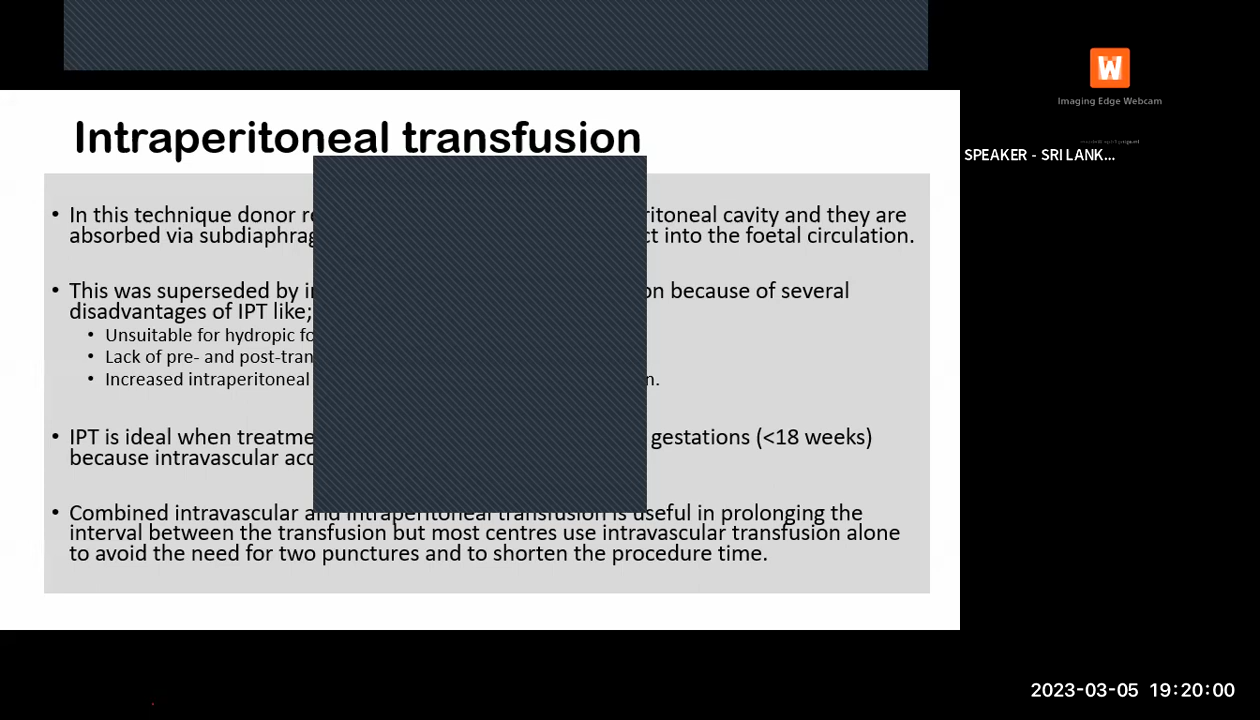 Intraperitoneal transfusion
W
Imaging Edge Webcam
SPEAKER - SRI LANK...
• In this technique donor ritoneal cavity and they are
absorbed via subdiaphrag ct into the foetal circulation.
• This was superseded by on because of several
disadvantages of IPT like;
• Unsuitable for hydropic
• Lack of pre- and post-tran
• Increased intraperitoneal n.
• IPT is ideal when treatme gestations (<18 weeks)
because intravascular
• Combined intravascular and intraperitoneal transfusion is useful in prolonging the
interval between the transfusion but most centres use intravascular transfusion alone
to avoid the need for two punctures and to shorten the procedure time.
2023-03-05 19:20:00